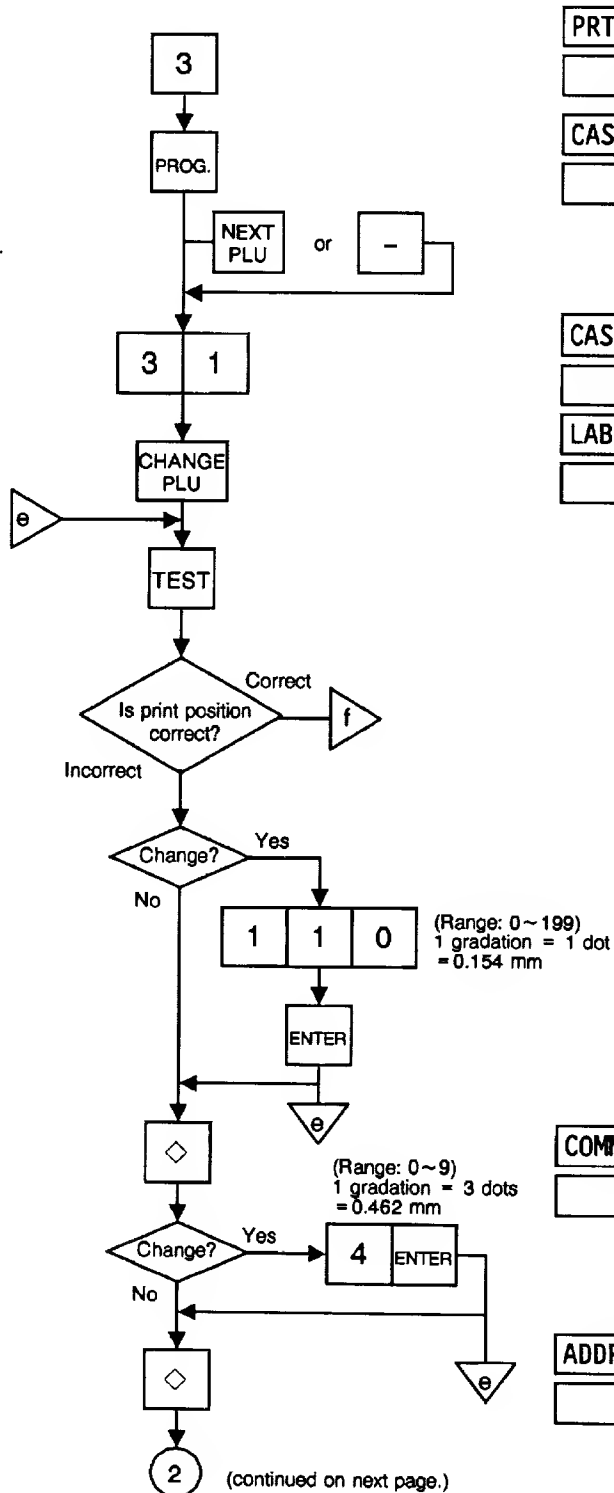 3
PROG.
NEXT
PLU
or
–
3 1
CHANGE
PLU
e
TEST
Is print position
correct?
Correct
f
Incorrect
Change?
Yes
No
1 1 0
(Range: 0~199)
1 gradation = 1 dot
= 0.154 mm
ENTER
e
◇
(Range: 0~9)
1 gradation = 3 dots
= 0.462 mm
Change?
Yes
4 ENTER
No
e
◇
2
(continued on next page.)
PRT
CAS
CAS
LAB
COMM
ADDR